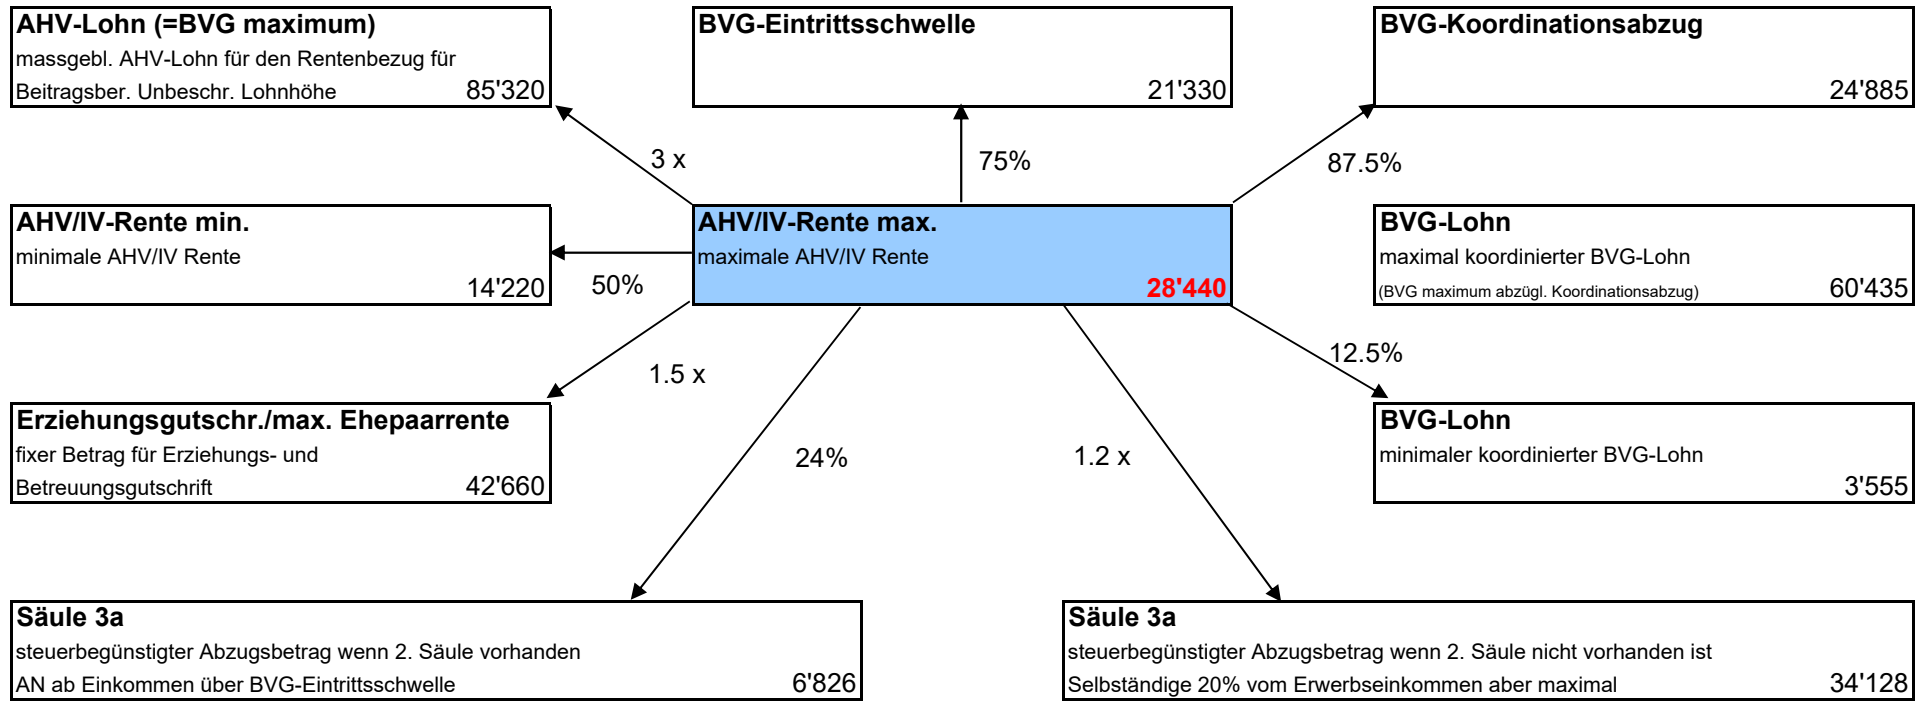 AHV-Lohn (=BVG maximum)
massgebl. AHV-Lohn für den Rentenbezug für
Beitragsber. Unbeschr. Lohnhöhe 85'320
BVG-Eintrittsschwelle
21'330
BVG-Koordinationsabzug
24'885
3 x
75%
87.5%
AHV/IV-Rente min.
minimale AHV/IV Rente
14'220
50%
AHV/IV-Rente max.
maximale AHV/IV Rente
28'440
BVG-Lohn
maximal koordinierter BVG-Lohn
(BVG maximum abzügl. Koordinationsabzug) 60'435
1.5 x
12.5%
Erziehungsgutschr./max. Ehepaarrente
fixer Betrag für Erziehungs- und
Betreuungsgutschrift 42'660
24%
1.2 x
BVG-Lohn
minimaler koordinierter BVG-Lohn
3'555
Säule 3a
steuerbegünstigter Abzugsbetrag wenn 2. Säule vorhanden
AN ab Einkommen über BVG-Eintrittsschwelle 6'826
Säule 3a
steuerbegünstigter Abzugsbetrag wenn 2. Säule nicht vorhanden ist
Selbständige 20% vom Erwerbseinkommen aber maximal 34'128